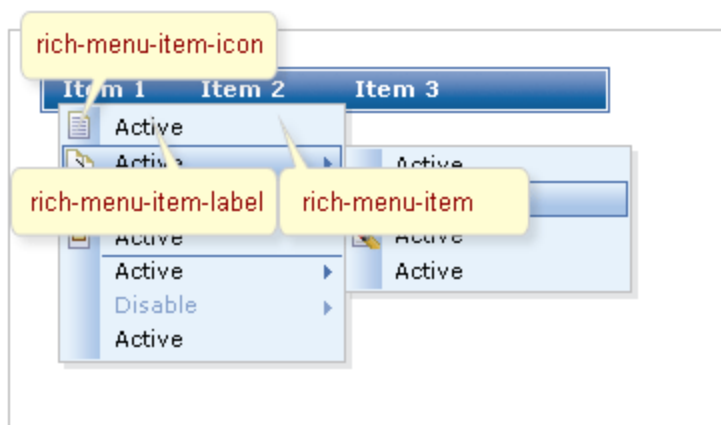 rich-menu-item-icon
Item 1 Item 2 Item 3
Active
Active Active
rich-menu-item-label rich-menu-item
Active Active
Active Active
Disable
Active